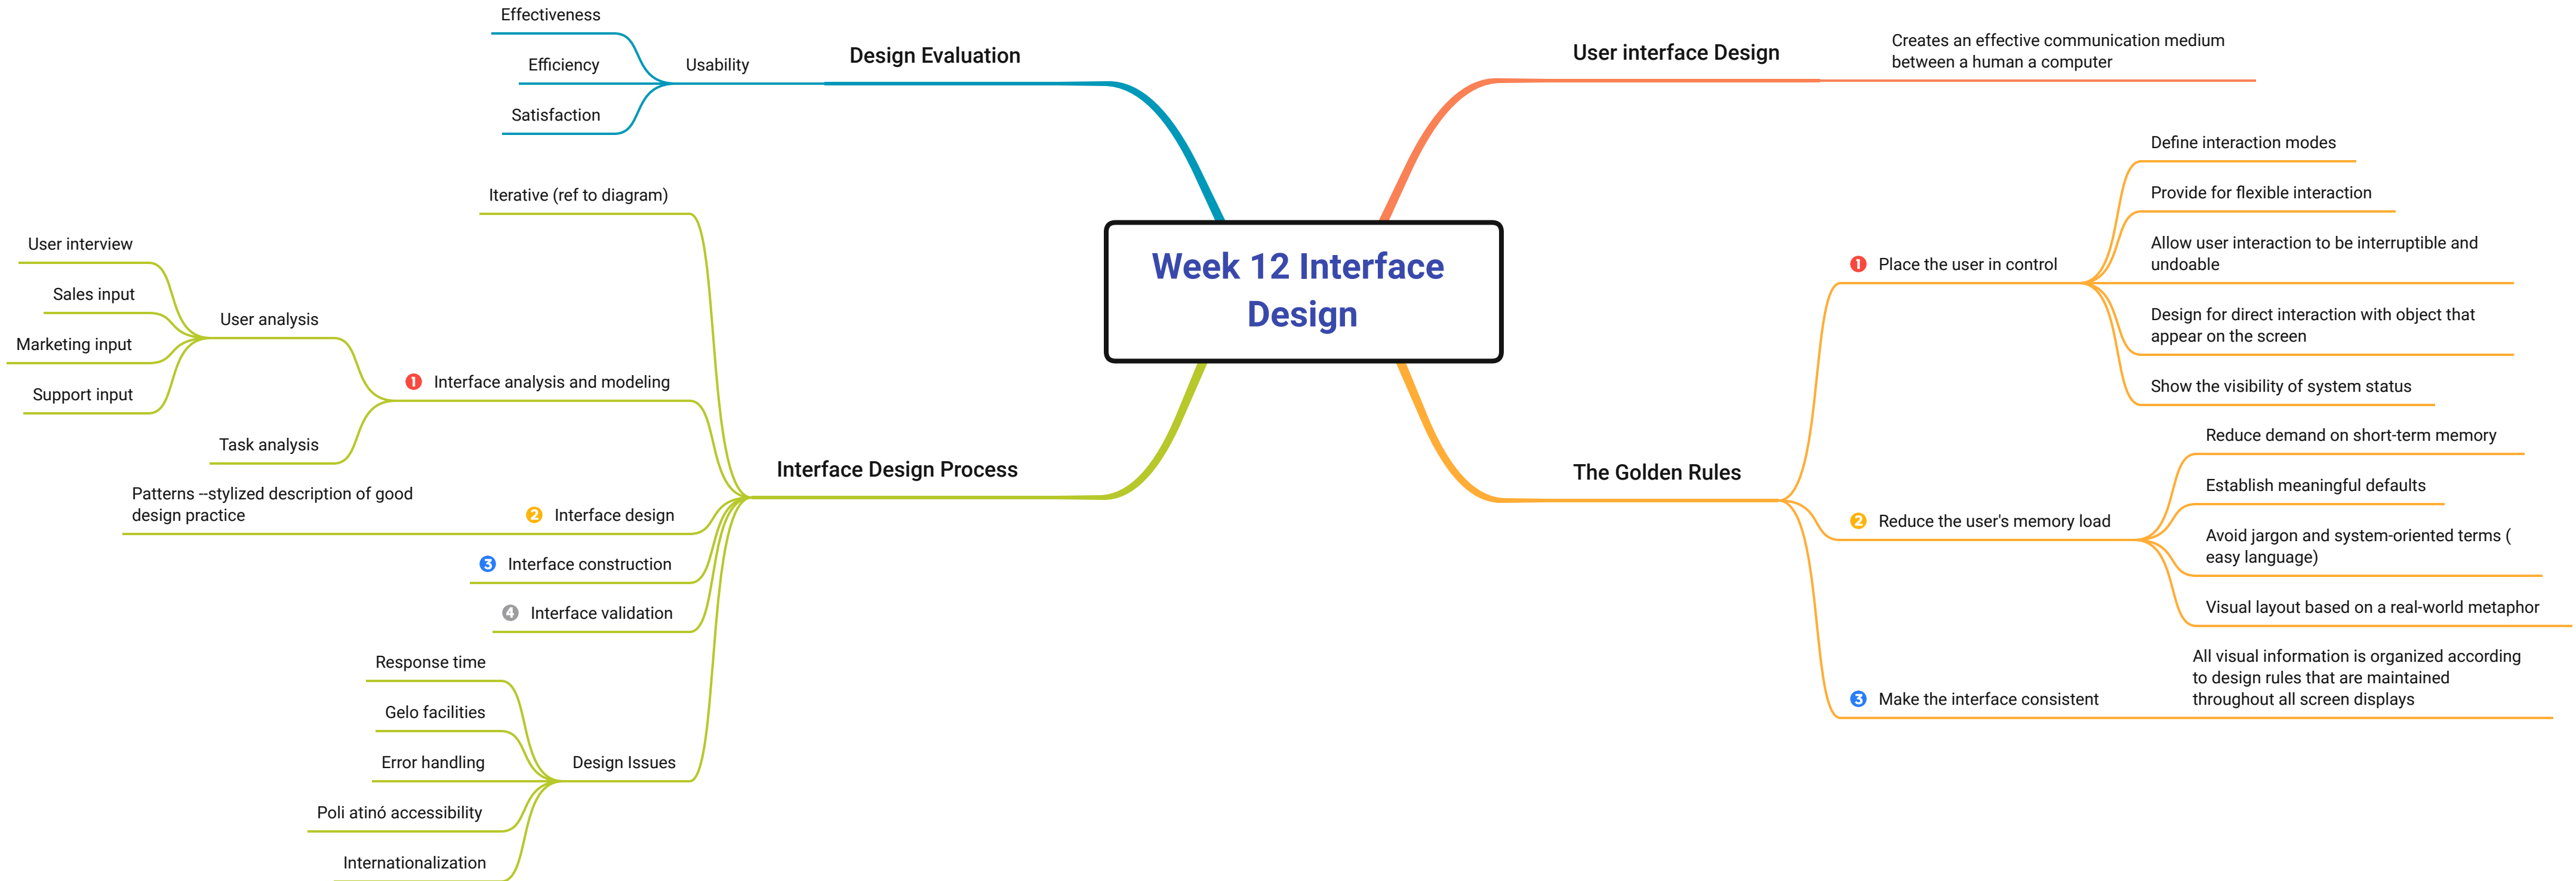 Week 12 Interface
Design
User interface Design
Creates an effective communication medium
between a human a computer
The Golden Rules
1 Place the user in control
Define interaction modes
Provide for flexible interaction
Allow user interaction to be interruptible and
undoable
Design for direct interaction with object that
appear on the screen
Show the visibility of system status
2 Reduce the user's memory load
Reduce demand on short-term memory
Establish meaningful defaults
Avoid jargon and system-oriented terms (
easy language)
Visual layout based on a real-world metaphor
3 Make the interface consistent
All visual information is organized according
to design rules that are maintained
throughout all screen displays
Design Evaluation
Usability
Effectiveness
Efficiency
Satisfaction
Interface Design Process
Iterative (ref to diagram)
1 Interface analysis and modeling
User analysis
User interview
Sales input
Marketing input
Support input
Task analysis
2 Interface design
Patterns --stylized description of good
design practice
3 Interface construction
4 Interface validation
Design Issues
Response time
Gelo facilities
Error handling
Poli atinó accessibility
Internationalization